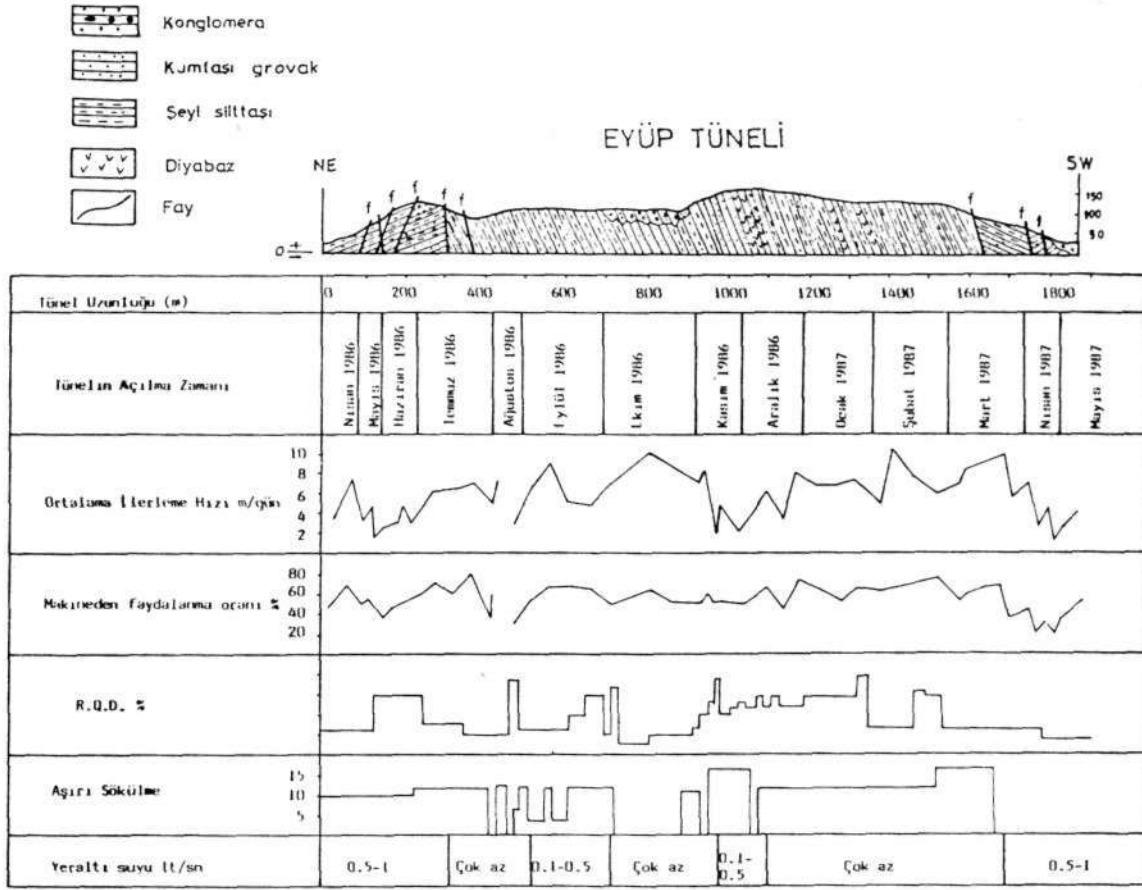 Konglomera
Kumtaşı grovak
Şeyl silttaşı
Diyabaz
Fay
EYÜP TÜNELİ
NE
SW
f f f f f f f f
150
100
50
0 ±
Tünel Uzunluğu (m) 0 200 400 600 800 1000 1200 1400 1600 1800
Tünelin Açılma Zamanı
Nisan 1986
Mayıs 1986
Haziran 1986
Temmuz 1986
Ağustos 1986
Eylül 1986
Ekim 1986
Kasım 1986
Aralık 1986
Ocak 1987
Şubat 1987
Mart 1987
Nisan 1987
Mayıs 1987
Ortalama İlerleme Hızı m/gün
10
8
6
4
2
Makineden faydalanma oranı %
80
60
40
20
R.Q.D. %
Aşırı Sökülme
15
10
5
Yeraltı suyu lt/sn 0.5-1 Çok az 0.1-0.5 Çok az 0.1-0.5 Çok az 0.5-1